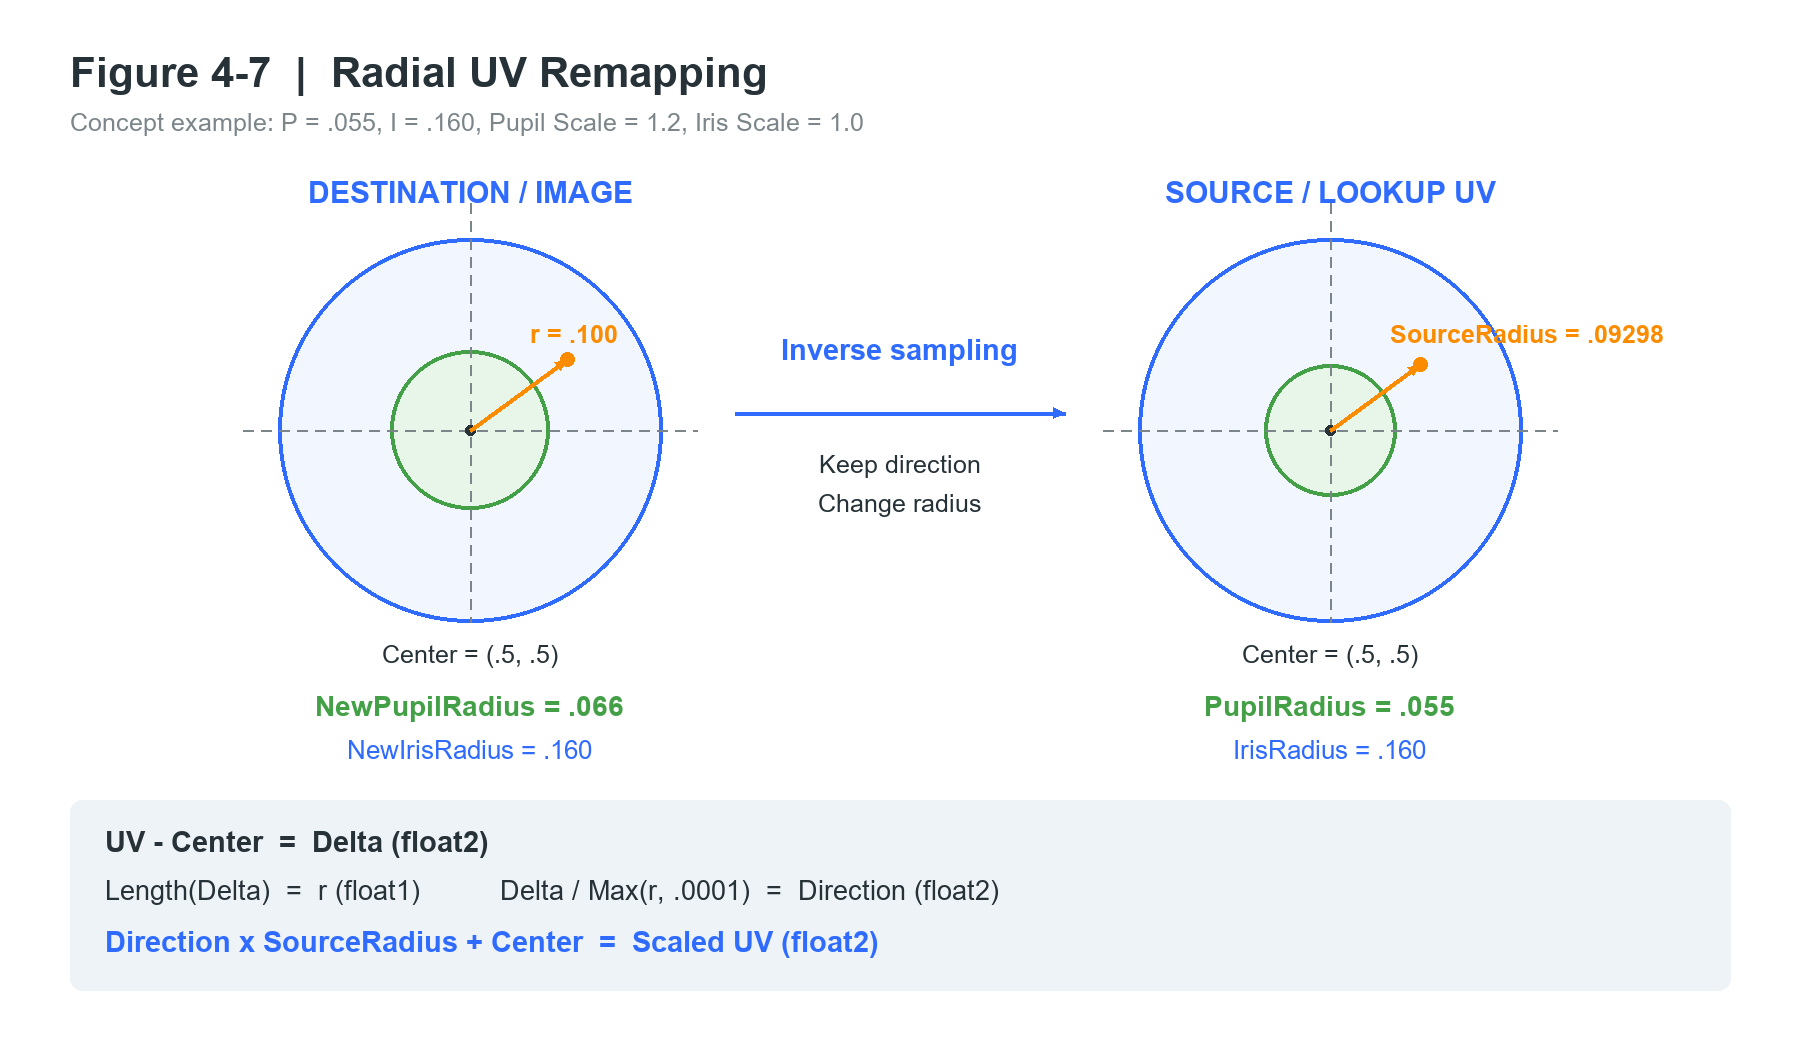 Figure 4-7 | Radial UV Remapping
Concept example: P = .055, I = .160, Pupil Scale = 1.2, Iris Scale = 1.0
DESTINATION / IMAGE
r = .100
Center = (.5, .5)
NewPupilRadius = .066
NewIrisRadius = .160
Inverse sampling
Keep direction
Change radius
SOURCE / LOOKUP UV
SourceRadius = .09298
Center = (.5, .5)
PupilRadius = .055
IrisRadius = .160
UV - Center = Delta (float2)
Length(Delta) = r (float1) Delta / Max(r, .0001) = Direction (float2)
Direction x SourceRadius + Center = Scaled UV (float2)